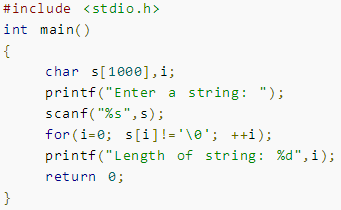 #include <stdio.h>
int main()
{
    char s[1000],i;
    printf("Enter a string: ");
    scanf("%s",s);
    for(i=0; s[i]!='\0'; ++i);
    printf("Length of string: %d",i);
    return 0;
}